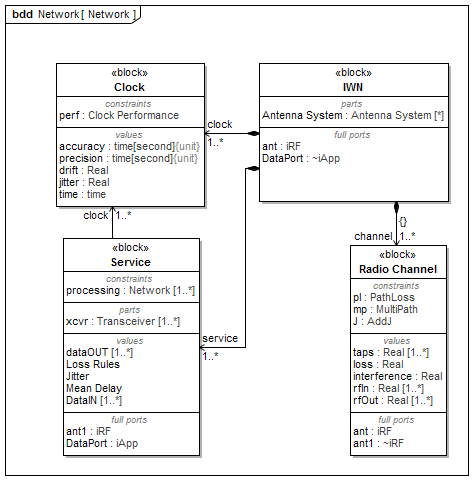 bdd Network[ Network ]
«block»
Clock
constraints
perf : Clock Performance
values
accuracy : time[second]{unit}
precision : time[second]{unit}
drift : Real
jitter : Real
time : time
«block»
IWN
parts
Antenna System : Antenna System [*]
full ports
ant : iRF
DataPort : ~iApp
clock
1..*
clock
1..*
{}
channel
1..*
service
1..*
«block»
Service
constraints
processing : Network [1..*]
parts
xcvr : Transceiver [1..*]
values
dataOUT [1..*]
Loss Rules
Jitter
Mean Delay
DataIN [1..*]
full ports
ant1 : iRF
DataPort : iApp
«block»
Radio Channel
constraints
pl : PathLoss
mp : MultiPath
J : AddJ
values
taps : Real [1..*]
loss : Real
interference : Real
rfIn : Real [1..*]
rfOut : Real [1..*]
full ports
ant : iRF
ant1 : ~iRF